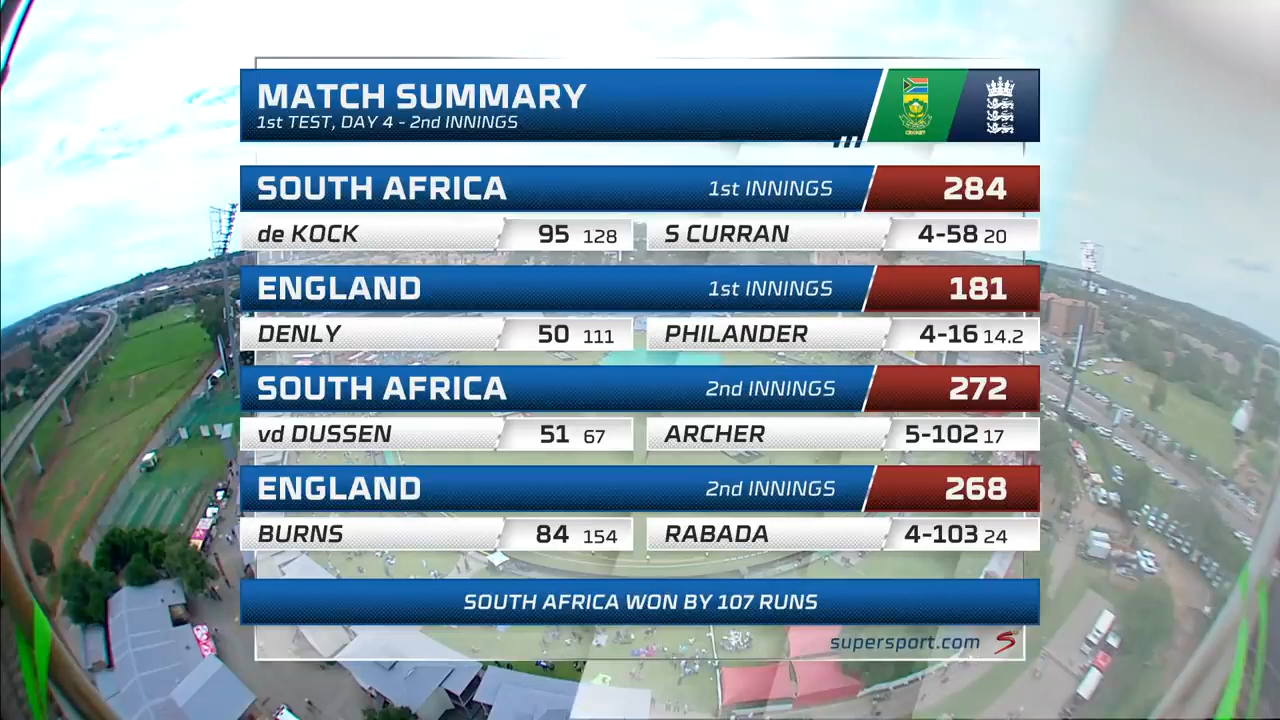 MATCH SUMMARY
1st TEST, DAY 4 - 2nd INNINGS
SOUTH AFRICA 1st INNINGS 284
de KOCK 95 128 S CURRAN 4-58 20
ENGLAND 1st INNINGS 181
DENLY 50 111 PHILANDER 4-16 14.2
SOUTH AFRICA 2nd INNINGS 272
vd DUSSEN 51 67 ARCHER 5-102 17
ENGLAND 2nd INNINGS 268
BURNS 84 154 RABADA 4-103 24
SOUTH AFRICA WON BY 107 RUNS
supersport.com